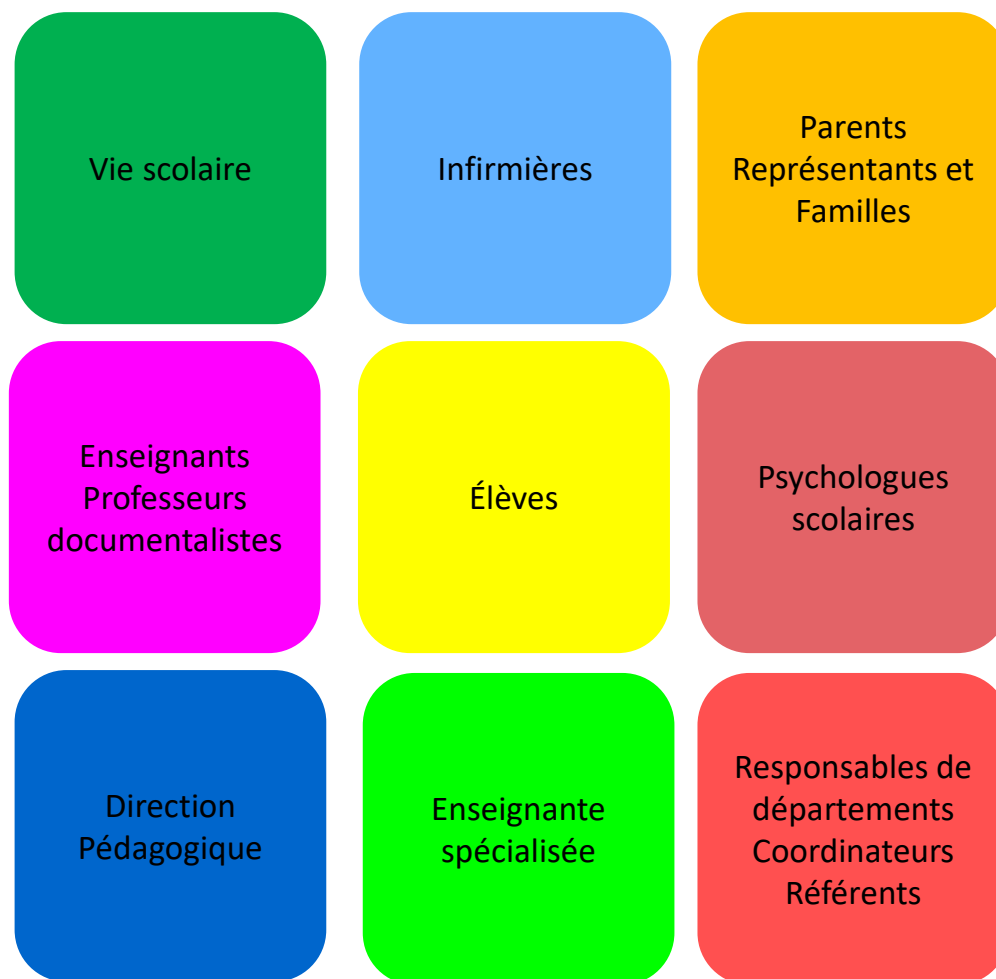 Vie scolaire
Infirmières
Parents
Représentants et
Familles
Enseignants
Professeurs
documentalistes
Élèves
Psychologues
scolaires
Direction
Pédagogique
Enseignante
spécialisée
Responsables de
départements
Coordinateurs
Référents